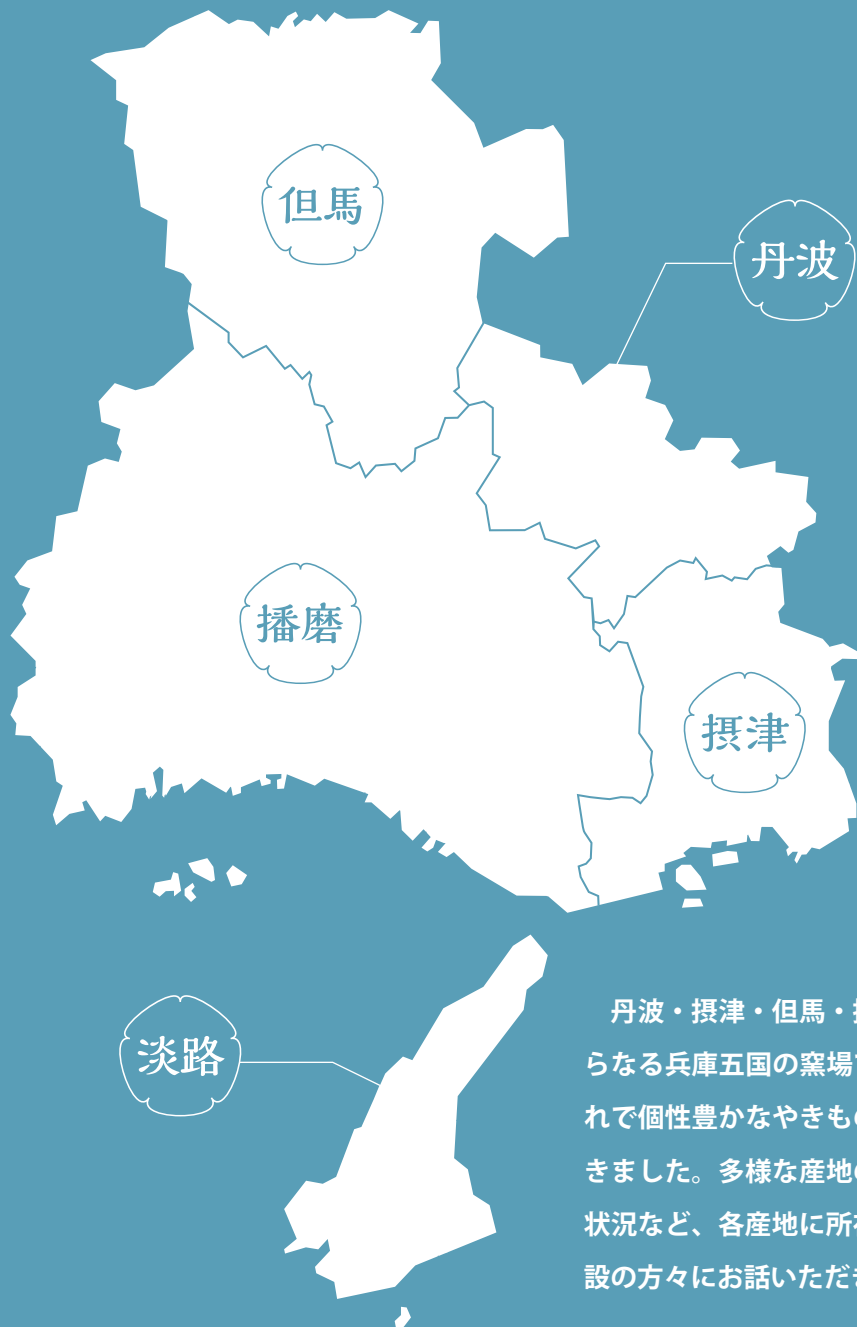 但馬
丹波
播磨
摂津
淡路
丹波・摂津・但馬・
らなる兵庫五国の窯場
れで個性豊かなやきも
きました。多様な産地
状況など、各産地に所
設の方々にお話いただ